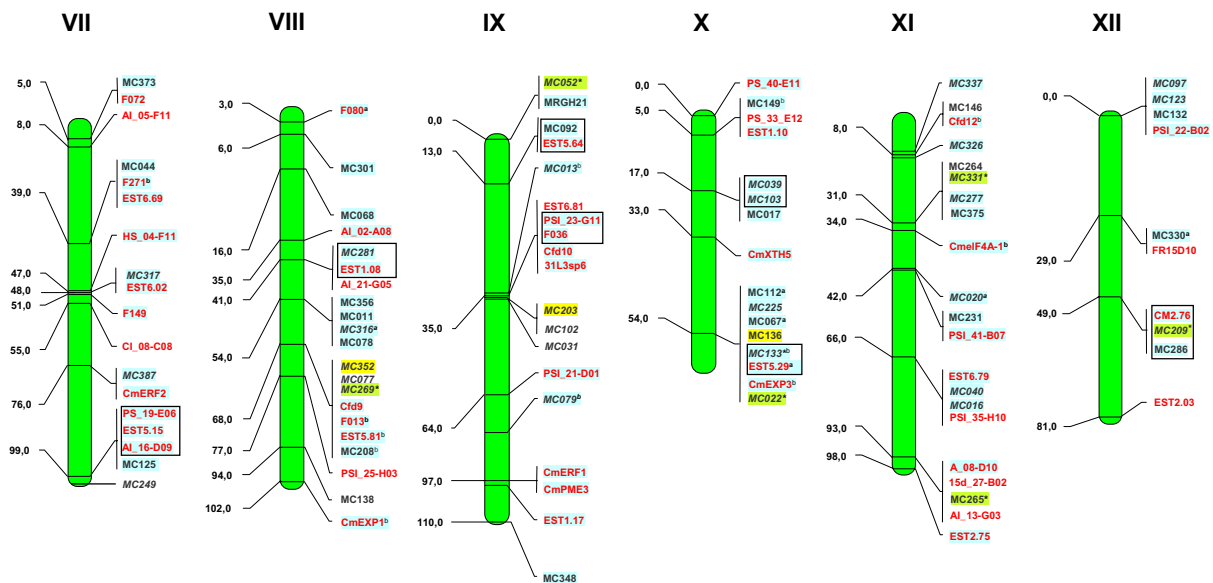 VII
VIII
IX
X
XI
XII
5,0
8,0
39,0
47,0
48,0
51,0
55,0
76,0
99,0
MC373
F072
AI_05-F11
MC044
F271ᵇ
EST6.69
HS_04-F11
MC317
EST6.02
F149
CI_08-C08
MC387
CmERF2
PS_19-E06
EST5.15
AI_16-D09
MC125
MC249
3,0
6,0
16,0
35,0
41,0
54,0
68,0
77,0
94,0
102,0
F080ᵃ
MC301
MC068
AI_02-A08
MC281
EST1.08
AI_21-G05
MC356
MC011
MC316ᵃ
MC078
MC352
MC077
MC269*
Cfd9
F013ᵇ
EST5.81ᵇ
MC208ᵇ
PSI_25-H03
MC138
CmEXP1ᵇ
0,0
13,0
35,0
64,0
97,0
110,0
MC052*
MRGH21
MC092
EST5.64
MC013ᵇ
EST6.81
PSI_23-G11
F036
Cfd10
31L3sp6
MC203
MC102
MC031
PSI_21-D01
MC079ᵇ
CmERF1
CmPME3
EST1.17
MC348
0,0
5,0
17,0
33,0
54,0
PS_40-E11
MC149ᵇ
PS_33_E12
EST1.10
MC039
MC103
MC017
CmXTH5
MC112ᵃ
MC225
MC067ᵃ
MC136
MC133ᵃᵇ
EST5.29ᵃ
CmEXP3ᵇ
MC022*
8,0
31,0
34,0
42,0
66,0
93,0
98,0
MC337
MC146
Cfd12ᵇ
MC326
MC264
MC331*
MC277
MC375
CmeIF4A-1ᵇ
MC020ᵃ
MC231
PSI_41-B07
EST6.79
MC040
MC016
PSI_35-H10
A_08-D10
15d_27-B02
MC265*
AI_13-G03
EST2.75
0,0
29,0
49,0
81,0
MC097
MC123
MC132
PSI_22-B02
MC330ᵃ
FR15D10
CM2.76
MC209*
MC286
EST2.03